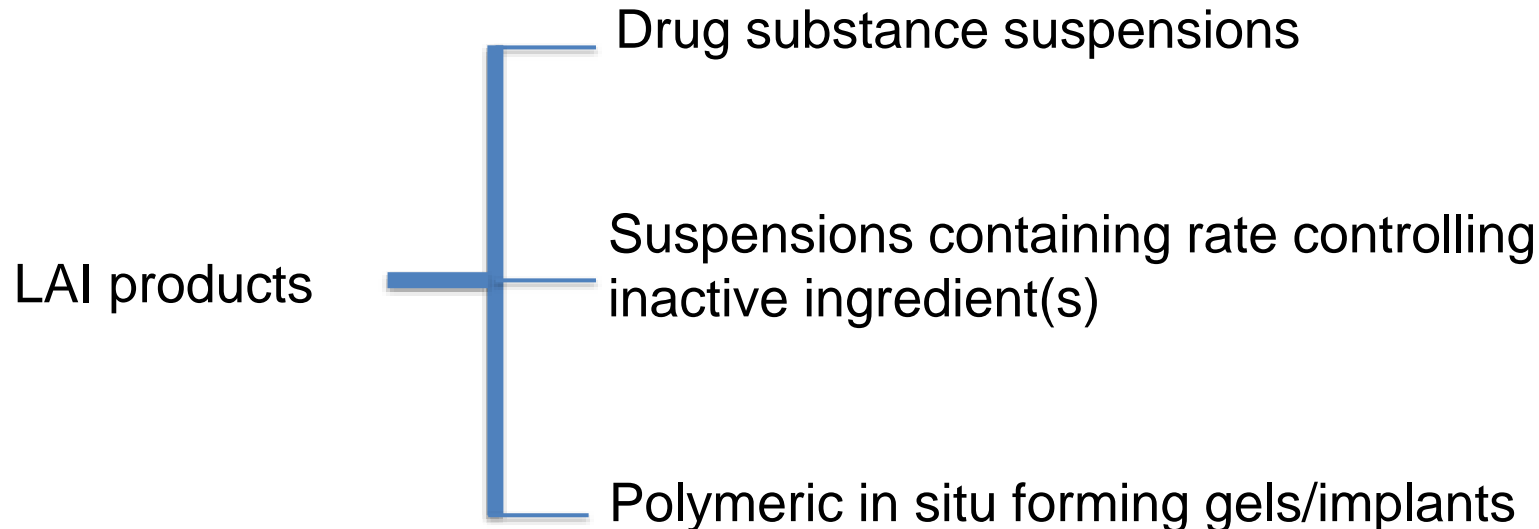 Drug substance suspensions
LAI products
Suspensions containing rate controlling
inactive ingredient(s)
Polymeric in situ forming gels/implants